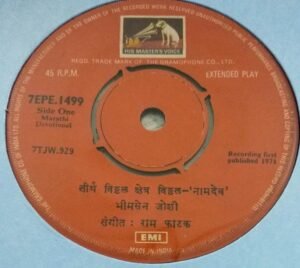 HIS MASTER'S VOICE
REGD. TRADE MARK OF THE GRAMOPHONE CO., LTD.
45 R.P.M.
EXTENDED PLAY
7EPE.1499
Side One
Marathi
Devotional
7TJW.929
Recording first
published 1971
तीर्थ विठ्ठल क्षेत्र विठ्ठल-'नामदेव'
भीमसेन जोशी
संगीत : राम फाटक
EMI
MADE IN INDIA